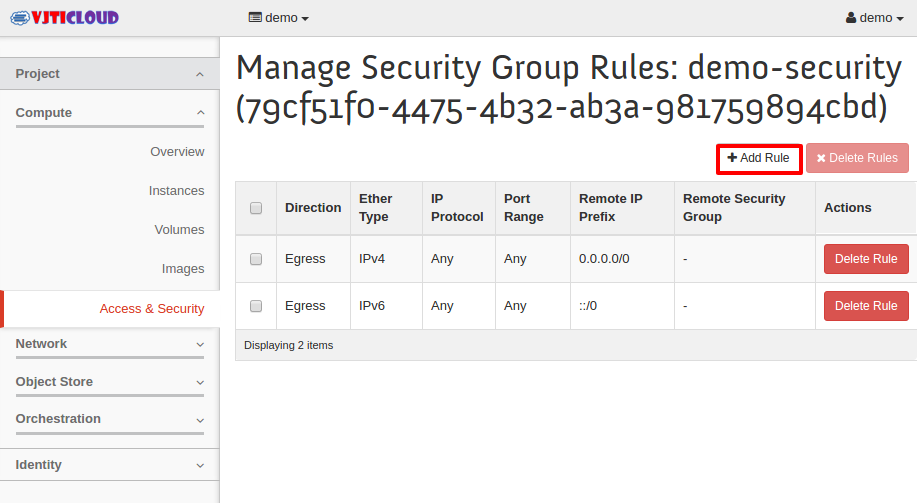 VJTICLOUD
demo
demo
Project
Compute
Overview
Instances
Volumes
Images
Access & Security
Network
Object Store
Orchestration
Identity
Manage Security Group Rules: demo-security
(79cf51f0-4475-4b32-ab3a-981759894cbd)
+ Add Rule
✖ Delete Rules
Direction Ether Type IP Protocol Port Range Remote IP Prefix Remote Security Group Actions
Egress IPv4 Any Any 0.0.0.0/0 - Delete Rule
Egress IPv6 Any Any ::/0 - Delete Rule
Displaying 2 items